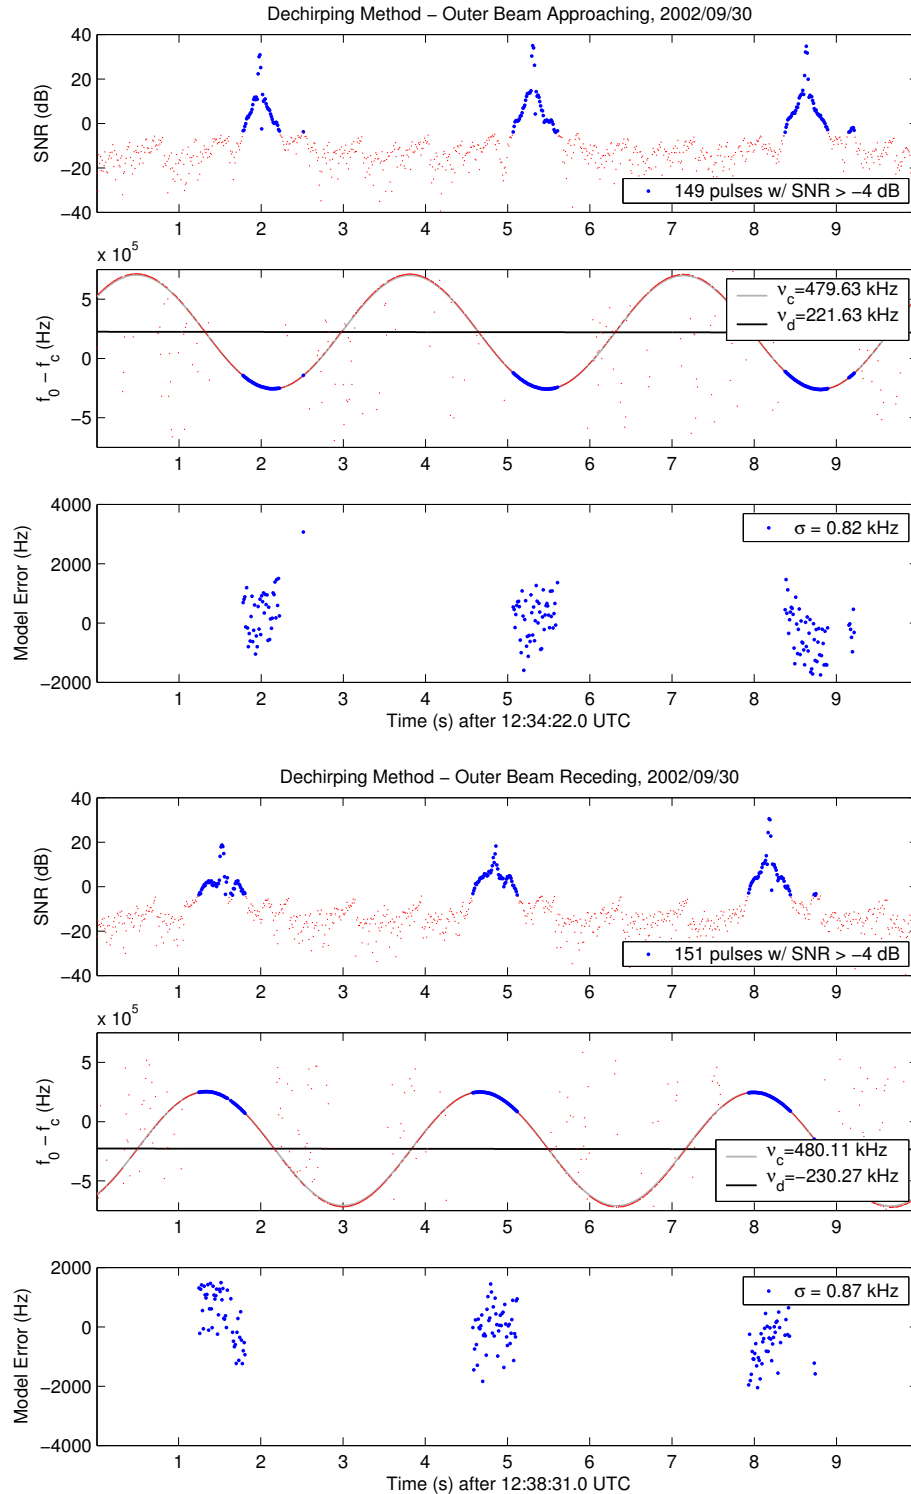 Dechirping Method − Outer Beam Approaching, 2002/09/30
40
20
0
−20
−40
SNR (dB)
149 pulses w/ SNR > −4 dB
1 2 3 4 5 6 7 8 9
x 10^5
5
0
−5
f_0 − f_c (Hz)
ν_c=479.63 kHz
ν_d=221.63 kHz
1 2 3 4 5 6 7 8 9
4000
2000
0
−2000
Model Error (Hz)
σ = 0.82 kHz
1 2 3 4 5 6 7 8 9
Time (s) after 12:34:22.0 UTC
Dechirping Method − Outer Beam Receding, 2002/09/30
40
20
0
−20
−40
SNR (dB)
151 pulses w/ SNR > −4 dB
1 2 3 4 5 6 7 8 9
x 10^5
5
0
−5
f_0 − f_c (Hz)
ν_c=480.11 kHz
ν_d=−230.27 kHz
1 2 3 4 5 6 7 8 9
2000
0
−2000
−4000
Model Error (Hz)
σ = 0.87 kHz
1 2 3 4 5 6 7 8 9
Time (s) after 12:38:31.0 UTC